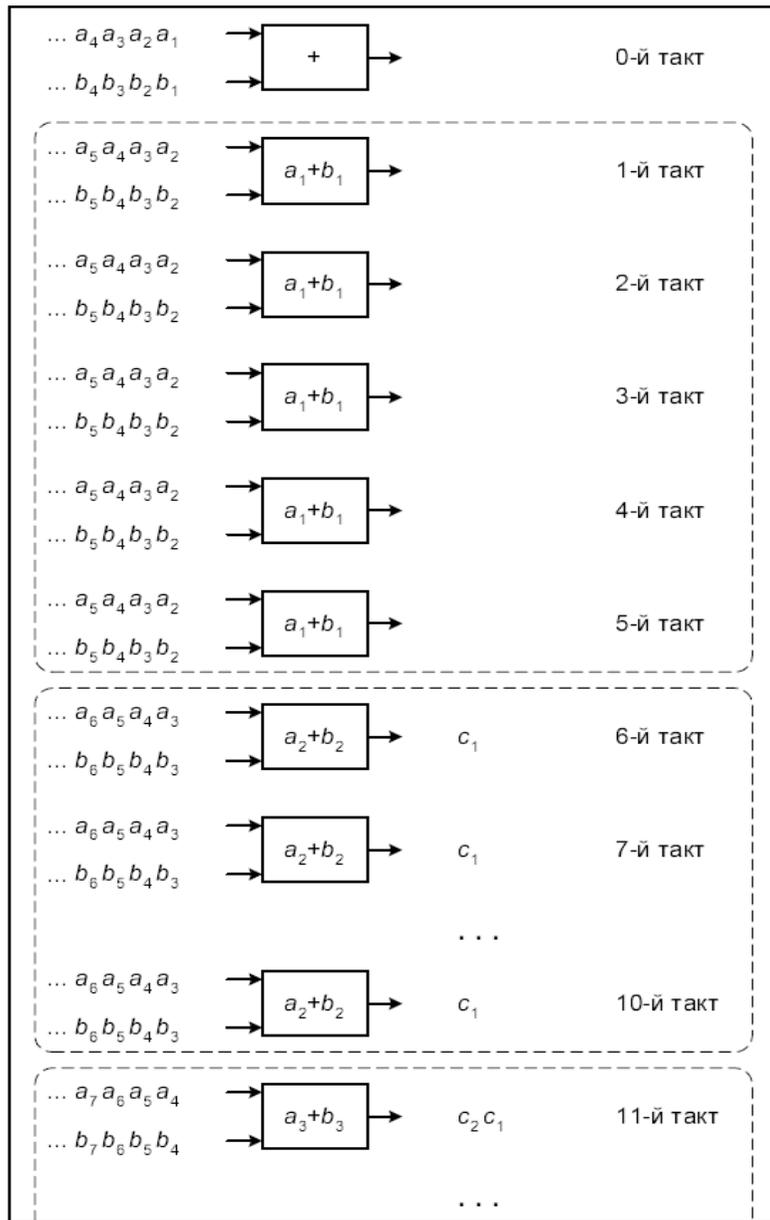 ... a₄a₃a₂a₁
+
0-й такт
... b₄b₃b₂b₁
... a₅a₄a₃a₂
a₁+b₁
1-й такт
... b₅b₄b₃b₂
... a₅a₄a₃a₂
a₁+b₁
2-й такт
... b₅b₄b₃b₂
... a₅a₄a₃a₂
a₁+b₁
3-й такт
... b₅b₄b₃b₂
... a₅a₄a₃a₂
a₁+b₁
4-й такт
... b₅b₄b₃b₂
... a₅a₄a₃a₂
a₁+b₁
5-й такт
... b₅b₄b₃b₂
... a₆a₅a₄a₃
a₂+b₂
c₁
6-й такт
... b₆b₅b₄b₃
... a₆a₅a₄a₃
a₂+b₂
c₁
7-й такт
... b₆b₅b₄b₃
. . .
... a₆a₅a₄a₃
a₂+b₂
c₁
10-й такт
... b₆b₅b₄b₃
... a₇a₆a₅a₄
a₃+b₃
c₂c₁
11-й такт
... b₇b₆b₅b₄
. . .